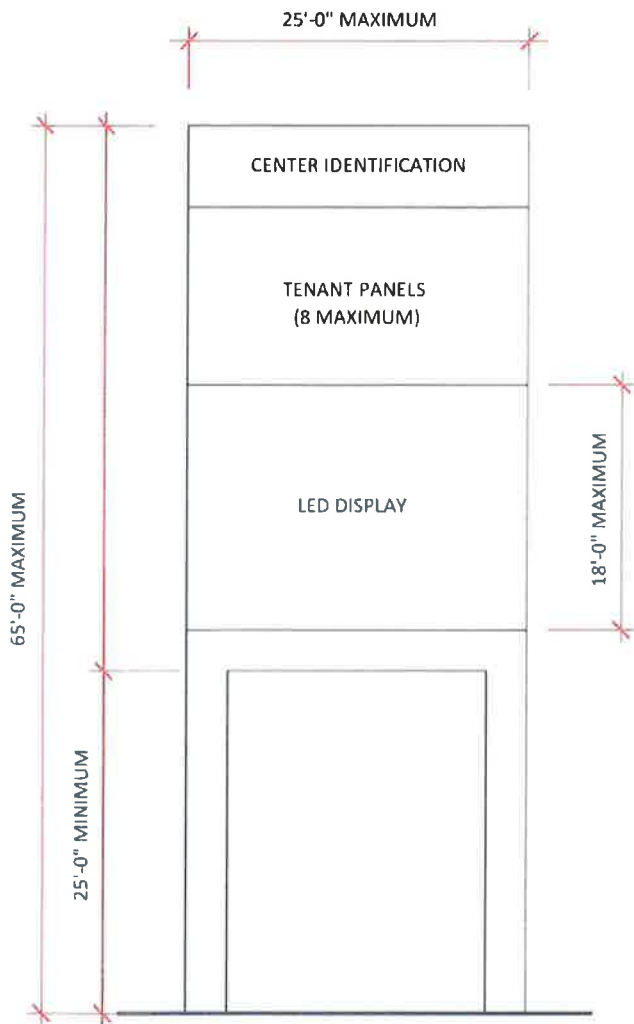 25'-0" MAXIMUM
CENTER IDENTIFICATION
TENANT PANELS
(8 MAXIMUM)
LED DISPLAY
18'-0" MAXIMUM
65'-0" MAXIMUM
25'-0" MINIMUM